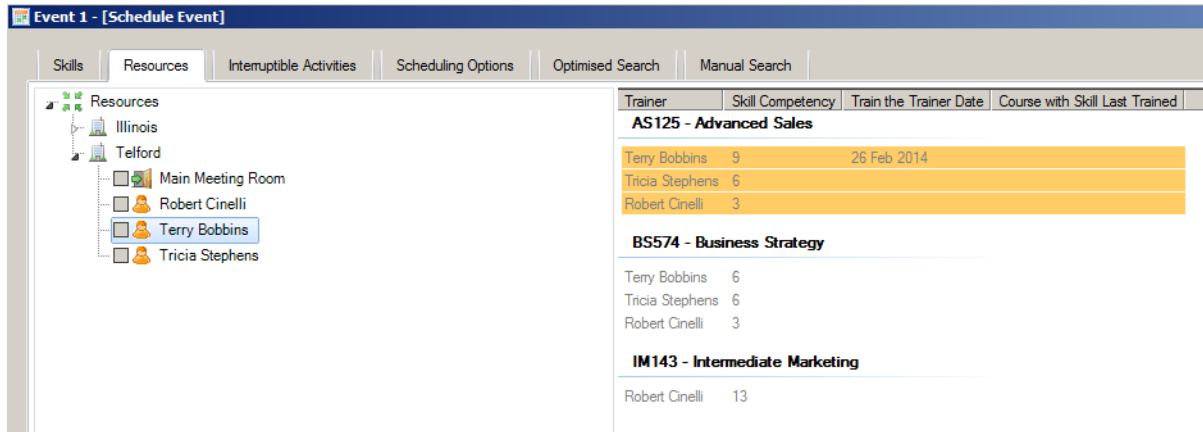 Event 1 - [Schedule Event]
Skills Resources Interruptible Activities Scheduling Options Optimised Search Manual Search
Resources
Illinois
Telford
Main Meeting Room
Robert Cinelli
Terry Bobbins
Tricia Stephens
Trainer Skill Competency Train the Trainer Date Course with Skill Last Trained
AS125 - Advanced Sales
Terry Bobbins 9 26 Feb 2014
Tricia Stephens 6
Robert Cinelli 3
BS574 - Business Strategy
Terry Bobbins 6
Tricia Stephens 6
Robert Cinelli 3
IM143 - Intermediate Marketing
Robert Cinelli 13